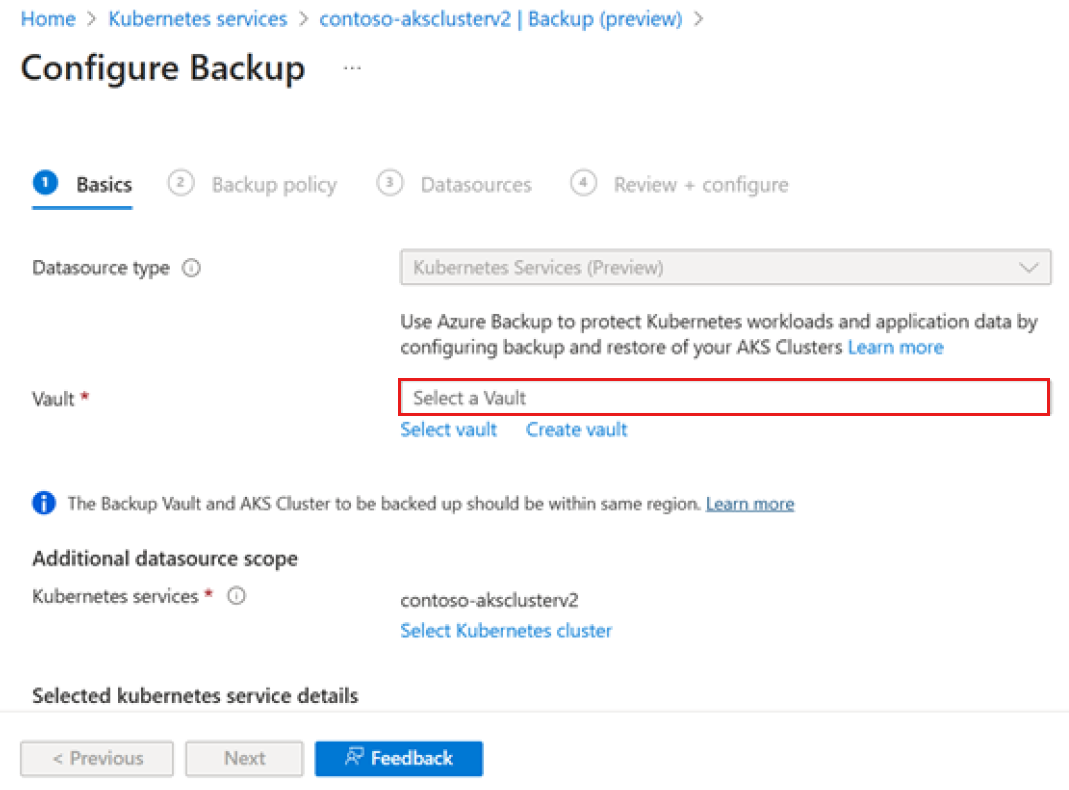 Home > Kubernetes services > contoso-aksclusterv2 | Backup (preview) >
Configure Backup ...
1 Basics 2 Backup policy 3 Datasources 4 Review + configure
Datasource type Kubernetes Services (Preview)
Use Azure Backup to protect Kubernetes workloads and application data by
configuring backup and restore of your AKS Clusters Learn more
Vault * Select a Vault
Select vault Create vault
The Backup Vault and AKS Cluster to be backed up should be within same region. Learn more
Additional datasource scope
Kubernetes services * contoso-aksclusterv2
Select Kubernetes cluster
Selected kubernetes service details
< Previous Next Feedback